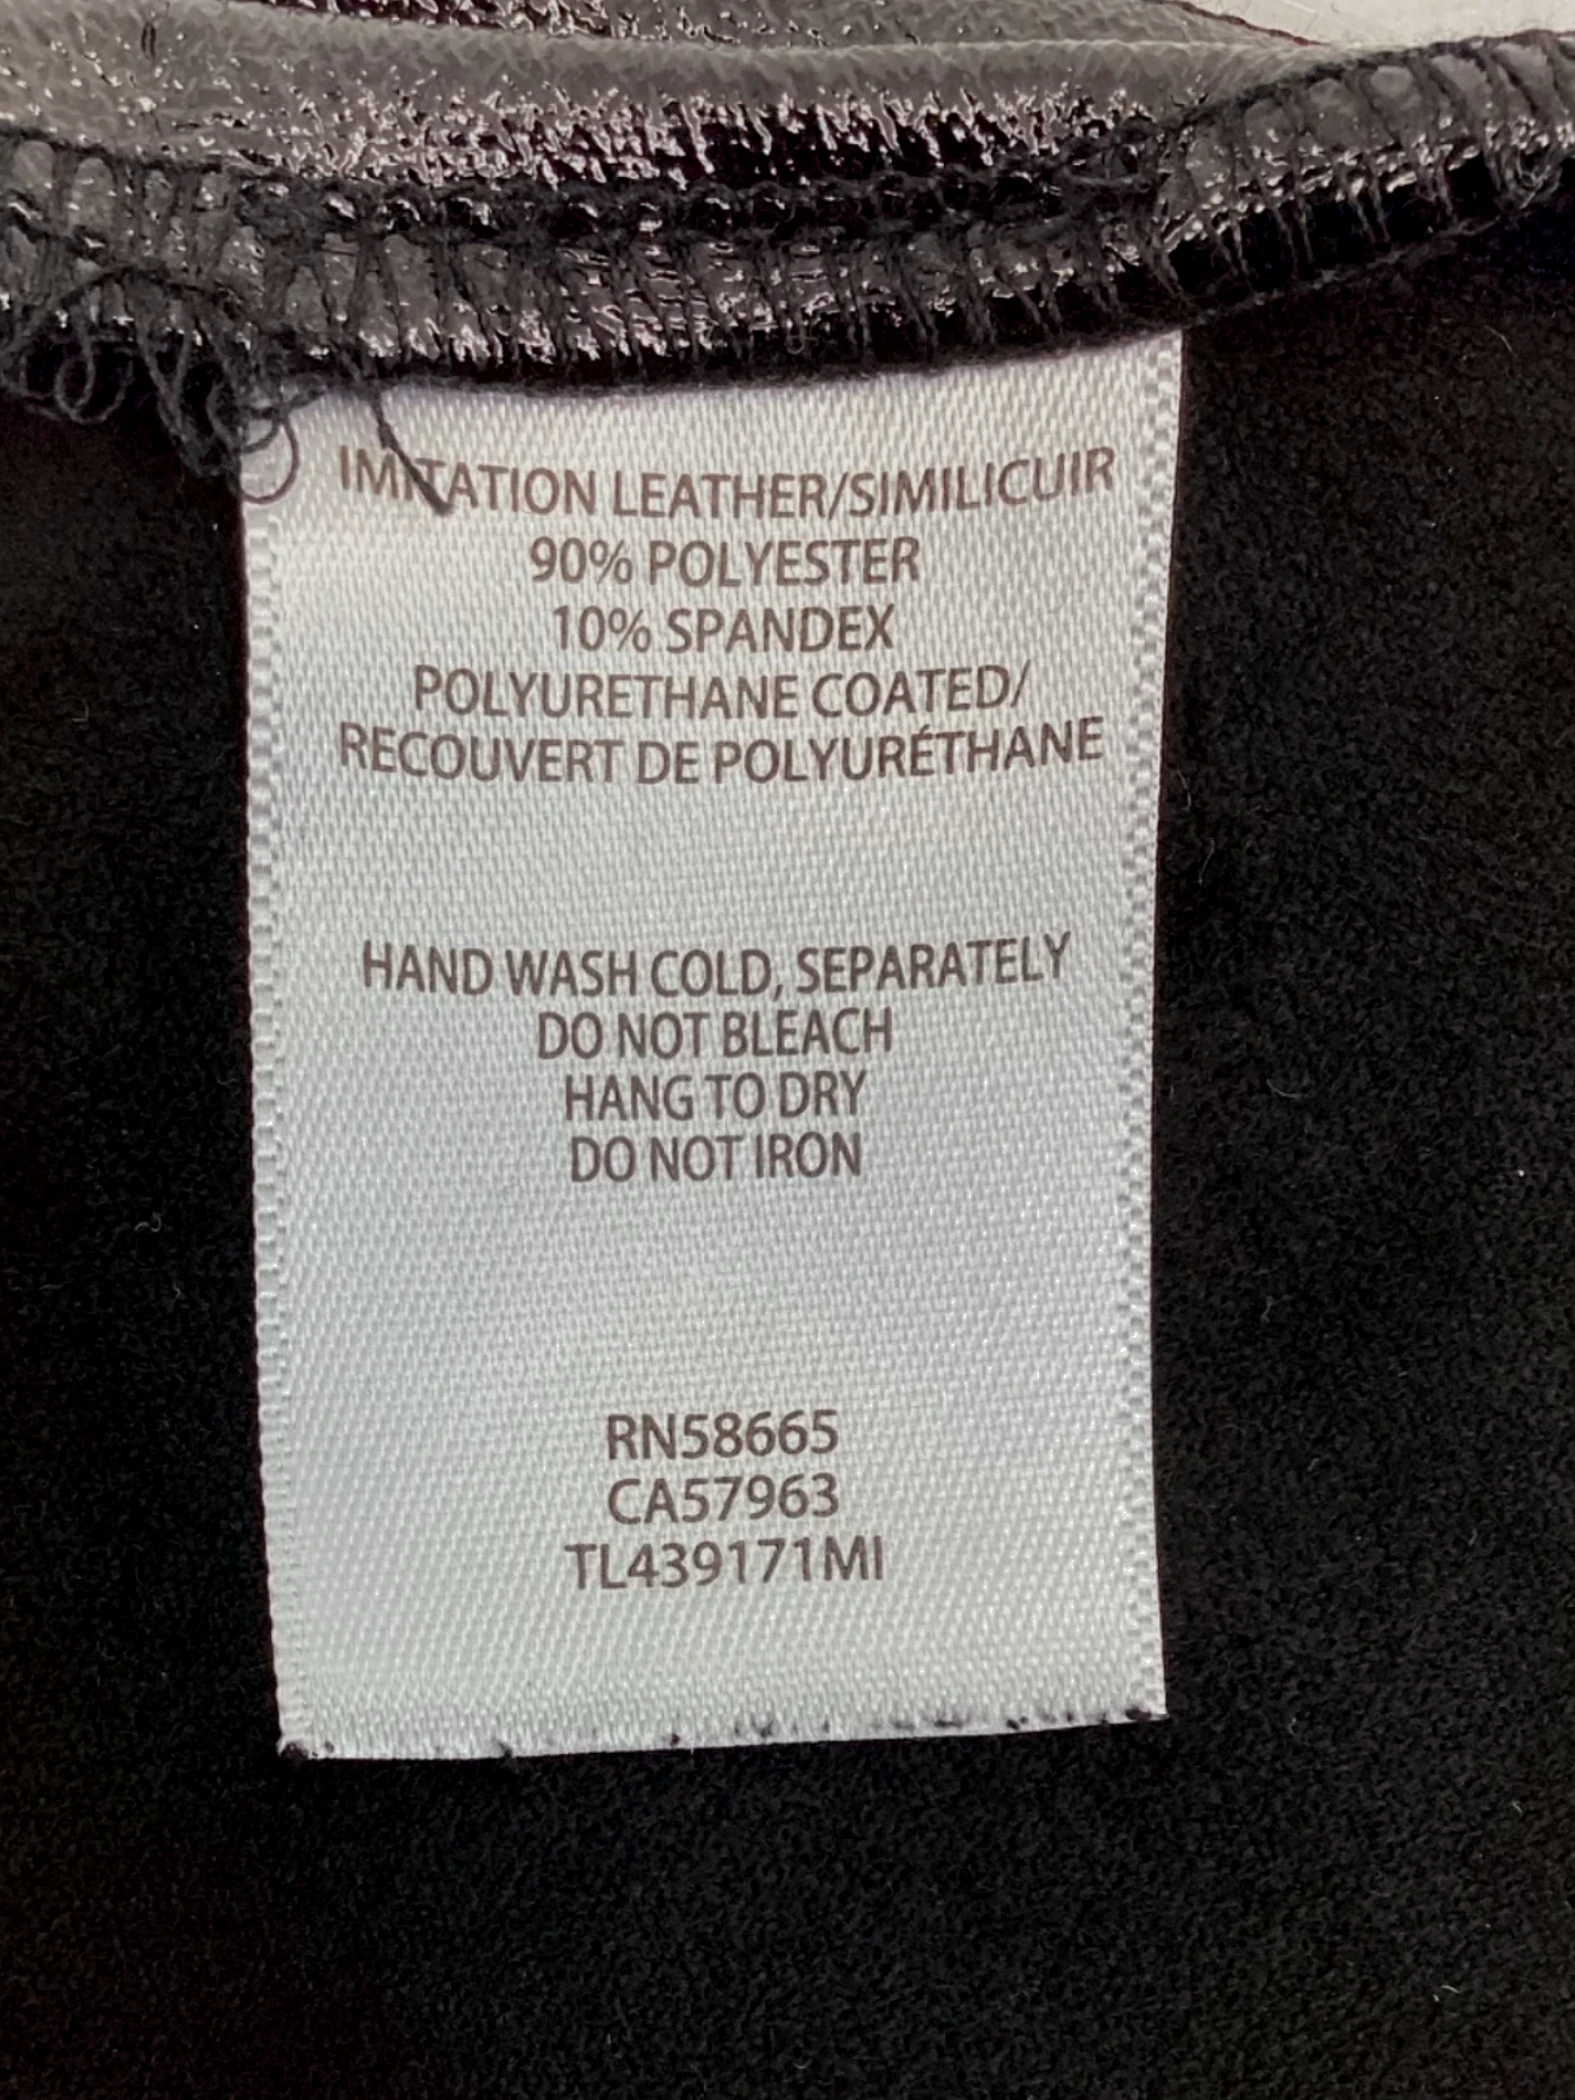 IMITATION LEATHER/SIMILICUIR
90% POLYESTER
10% SPANDEX
POLYURETHANE COATED/
RECOUVERT DE POLYURÉTHANE
HAND WASH COLD, SEPARATELY
DO NOT BLEACH
HANG TO DRY
DO NOT IRON
RN58665
CA57963
TL439171MI